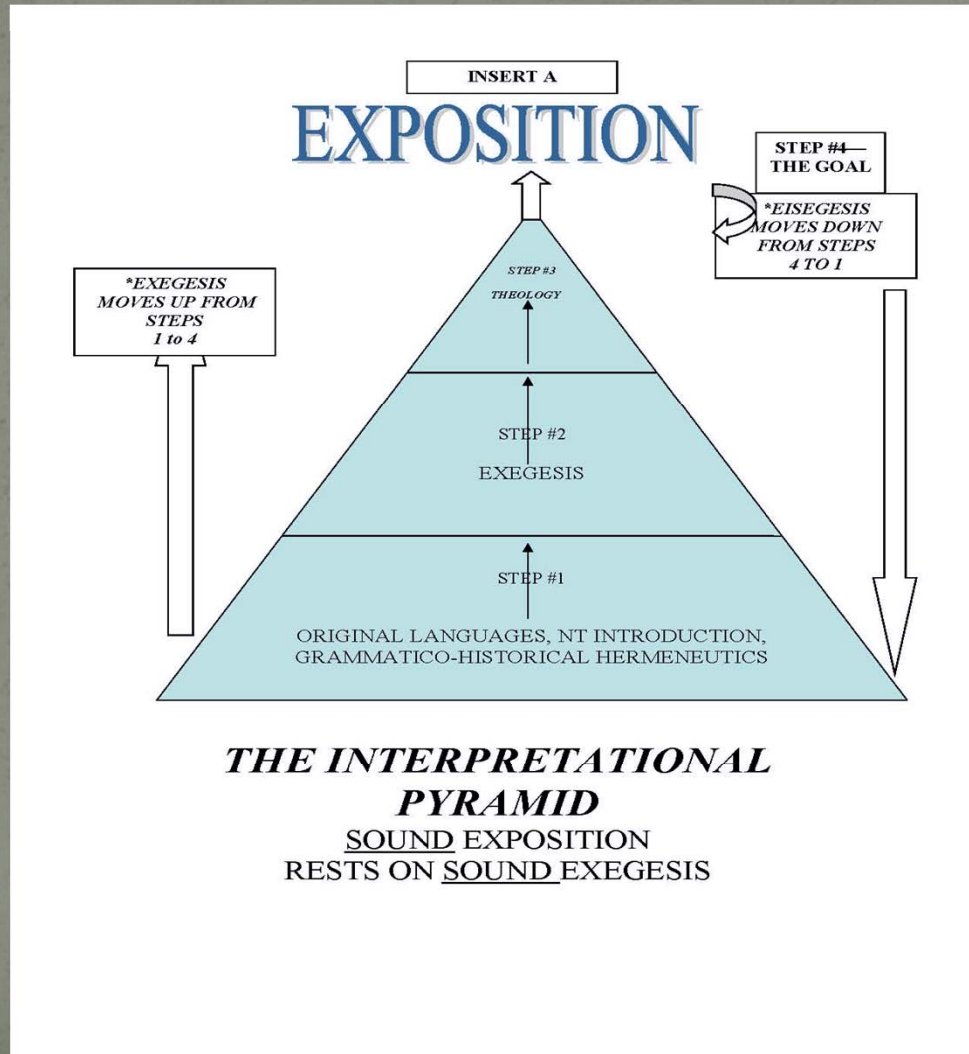 INSERT A
EXPOSITION
STEP #4—
THE GOAL
*EISEGESIS
MOVES DOWN
FROM STEPS
4 TO 1
*EXEGESIS
MOVES UP FROM
STEPS
1 to 4
STEP #3
THEOLOGY
STEP #2
EXEGESIS
STEP #1
ORIGINAL LANGUAGES, NT INTRODUCTION,
GRAMMATICO-HISTORICAL HERMENEUTICS
THE INTERPRETATIONAL
PYRAMID
SOUND EXPOSITION
RESTS ON SOUND EXEGESIS